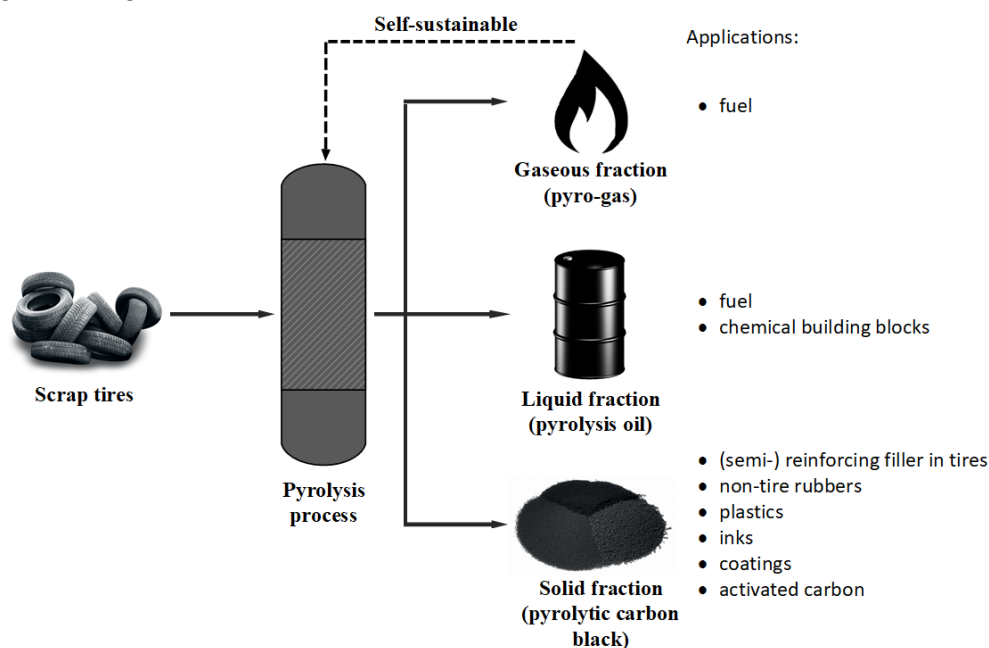 Self-sustainable
Applications:
• fuel
Gaseous fraction
(pyro-gas)
Scrap tires
Pyrolysis
process
• fuel
• chemical building blocks
Liquid fraction
(pyrolysis oil)
• (semi-) reinforcing filler in tires
• non-tire rubbers
• plastics
• inks
• coatings
• activated carbon
Solid fraction
(pyrolytic carbon
black)